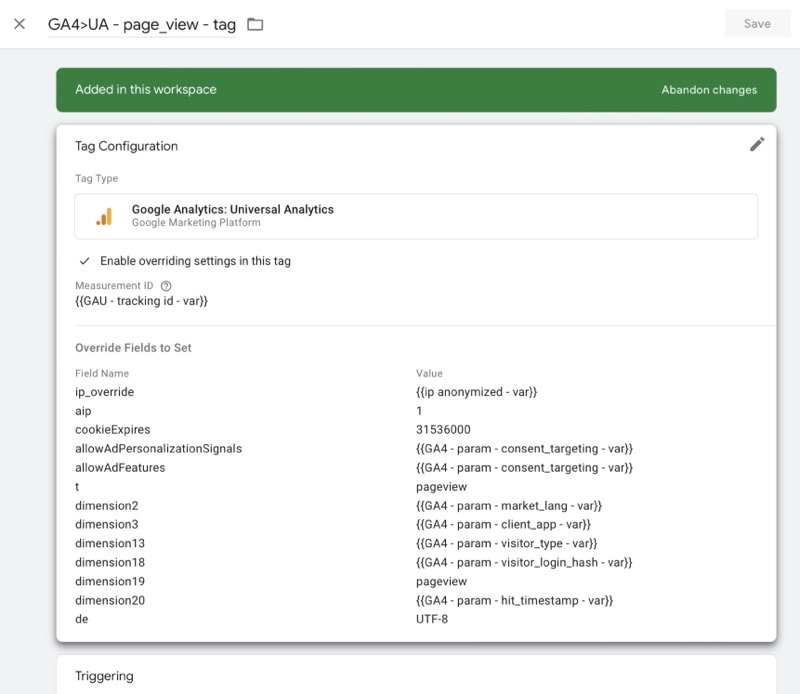 GA4>UA - page_view - tag
Save
Added in this workspace
Abandon changes
Tag Configuration
Tag Type
Google Analytics: Universal Analytics
Google Marketing Platform
Enable overriding settings in this tag
Measurement ID
{{GAU - tracking id - var}}
Override Fields to Set
Field Name Value
ip_override {{ip anonymized - var}}
aip 1
cookieExpires 31536000
allowAdPersonalizationSignals {{GA4 - param - consent_targeting - var}}
allowAdFeatures {{GA4 - param - consent_targeting - var}}
t pageview
dimension2 {{GA4 - param - market_lang - var}}
dimension3 {{GA4 - param - client_app - var}}
dimension13 {{GA4 - param - visitor_type - var}}
dimension18 {{GA4 - param - visitor_login_hash - var}}
dimension19 pageview
dimension20 {{GA4 - param - hit_timestamp - var}}
de UTF-8
Triggering